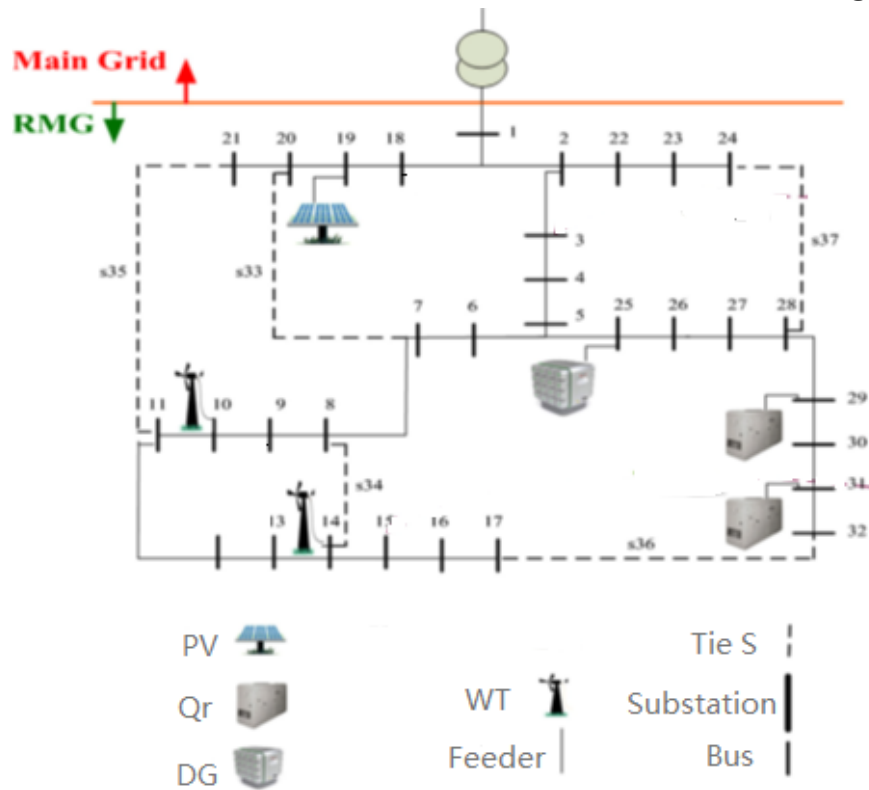 Main Grid
RMG
1
21 20 19 18 2 22 23 24
3
s35 s33 s37
4
5
7 6 25 26 27 28
11 10 9 8
29
30
s34
31
13 14 15 16 17
32
s36
PV Tie S
Qr WT Substation
DG Feeder Bus